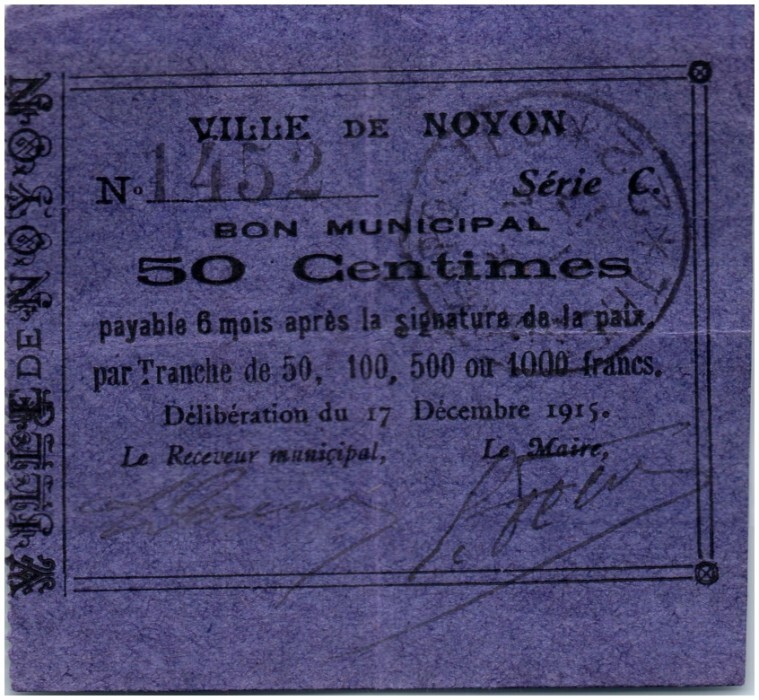 VILLE DE NOYON
VILLE DE NOYON
No. 1452 Série C.
BON MUNICIPAL
50 Centimes
payable 6 mois après la signature de la paix.
par Tranche de 50, 100, 500 ou 1000 francs.
Délibération du 17 Décembre 1915.
Le Receveur municipal, Le Maire,